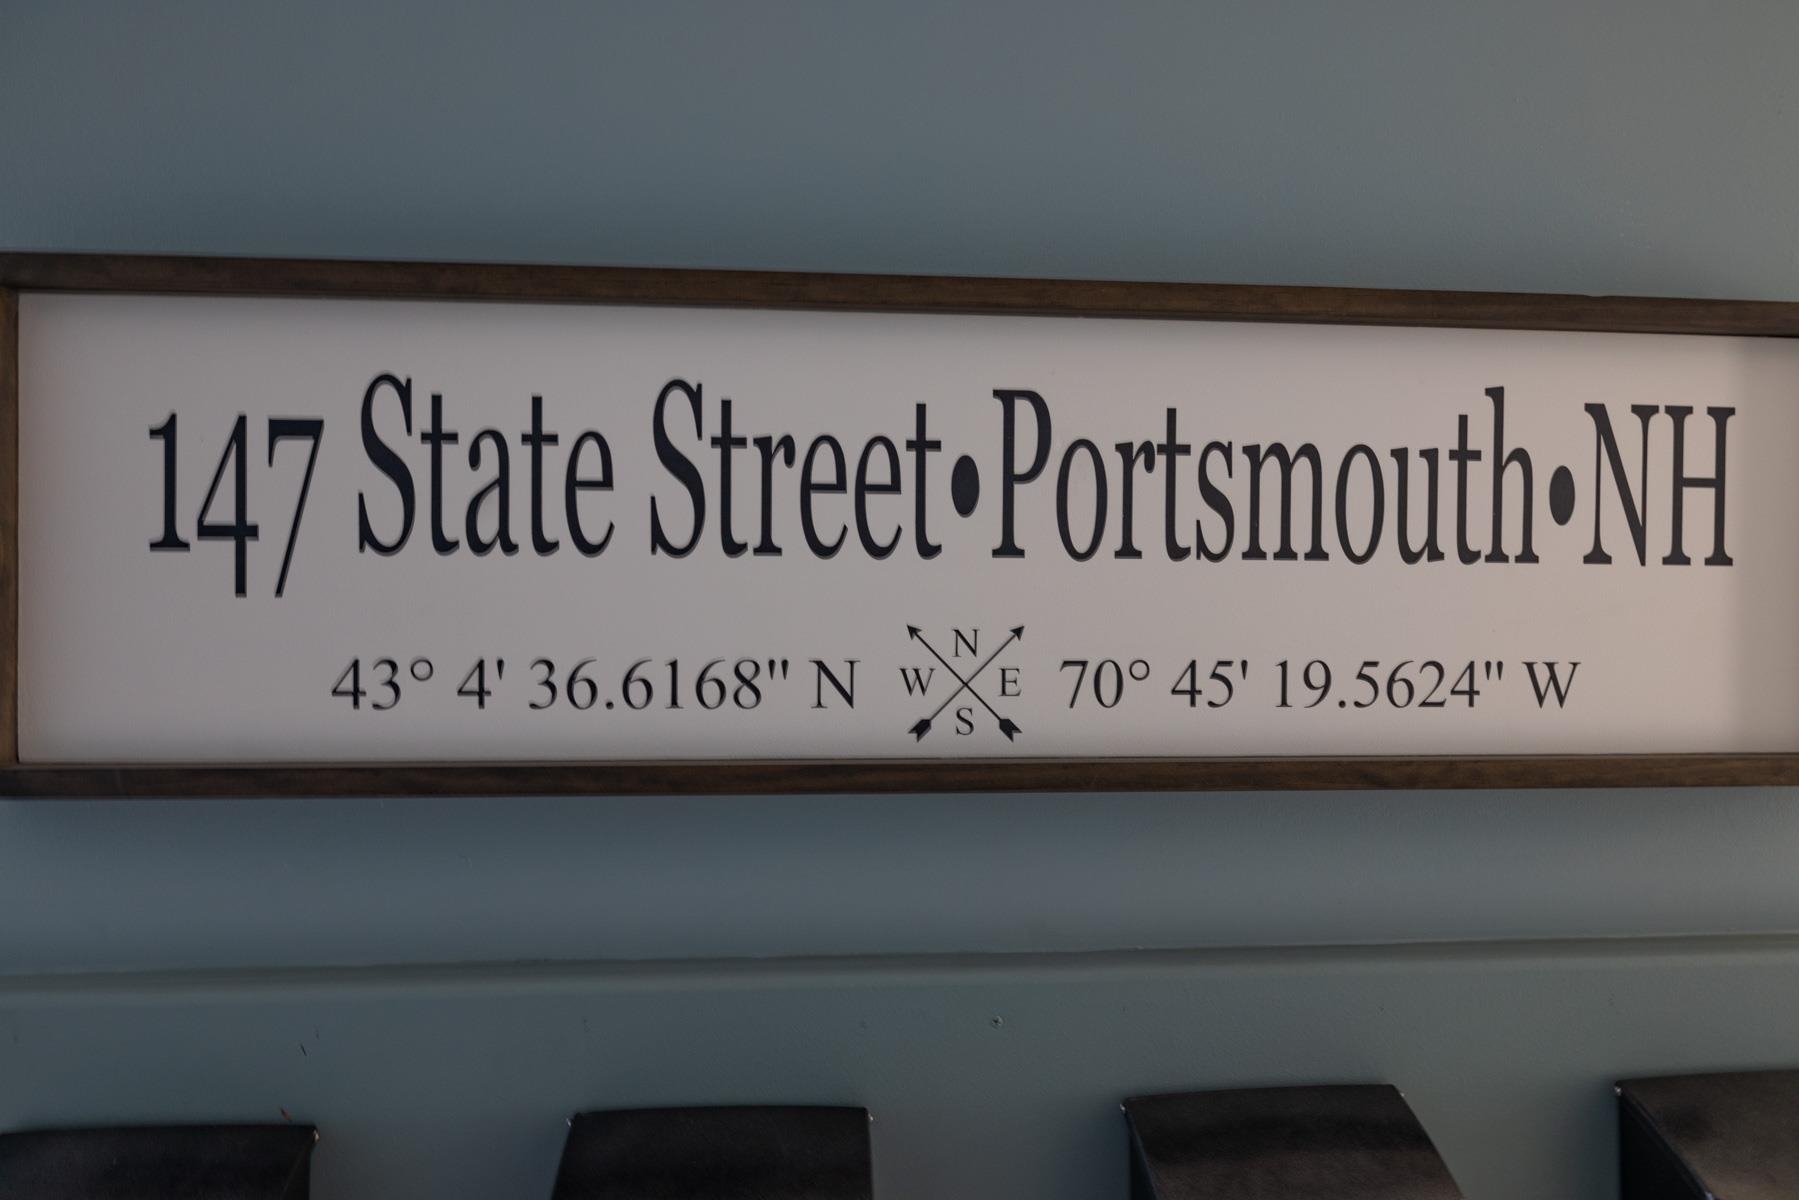 147 State Street•Portsmouth•NH
43° 4' 36.6168" N N W E S 70° 45' 19.5624" W